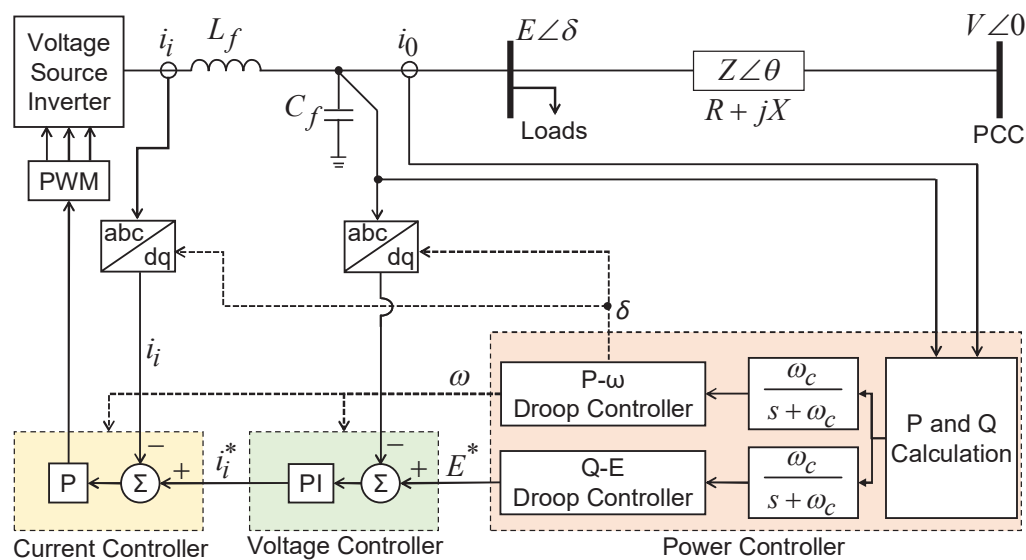 Voltage
Source
Inverter
i_i
L_f
i_0
E∠δ
V∠0
Z∠θ
R + jX
C_f
Loads
PCC
PWM
abc
dq
abc
dq
δ
i_i
ω
P-ω
Droop Controller
ω_c
s + ω_c
P and Q
Calculation
Q-E
Droop Controller
ω_c
s + ω_c
P
−
Σ
+
i_i^*
PI
−
Σ
+
E^*
Current Controller
Voltage Controller
Power Controller